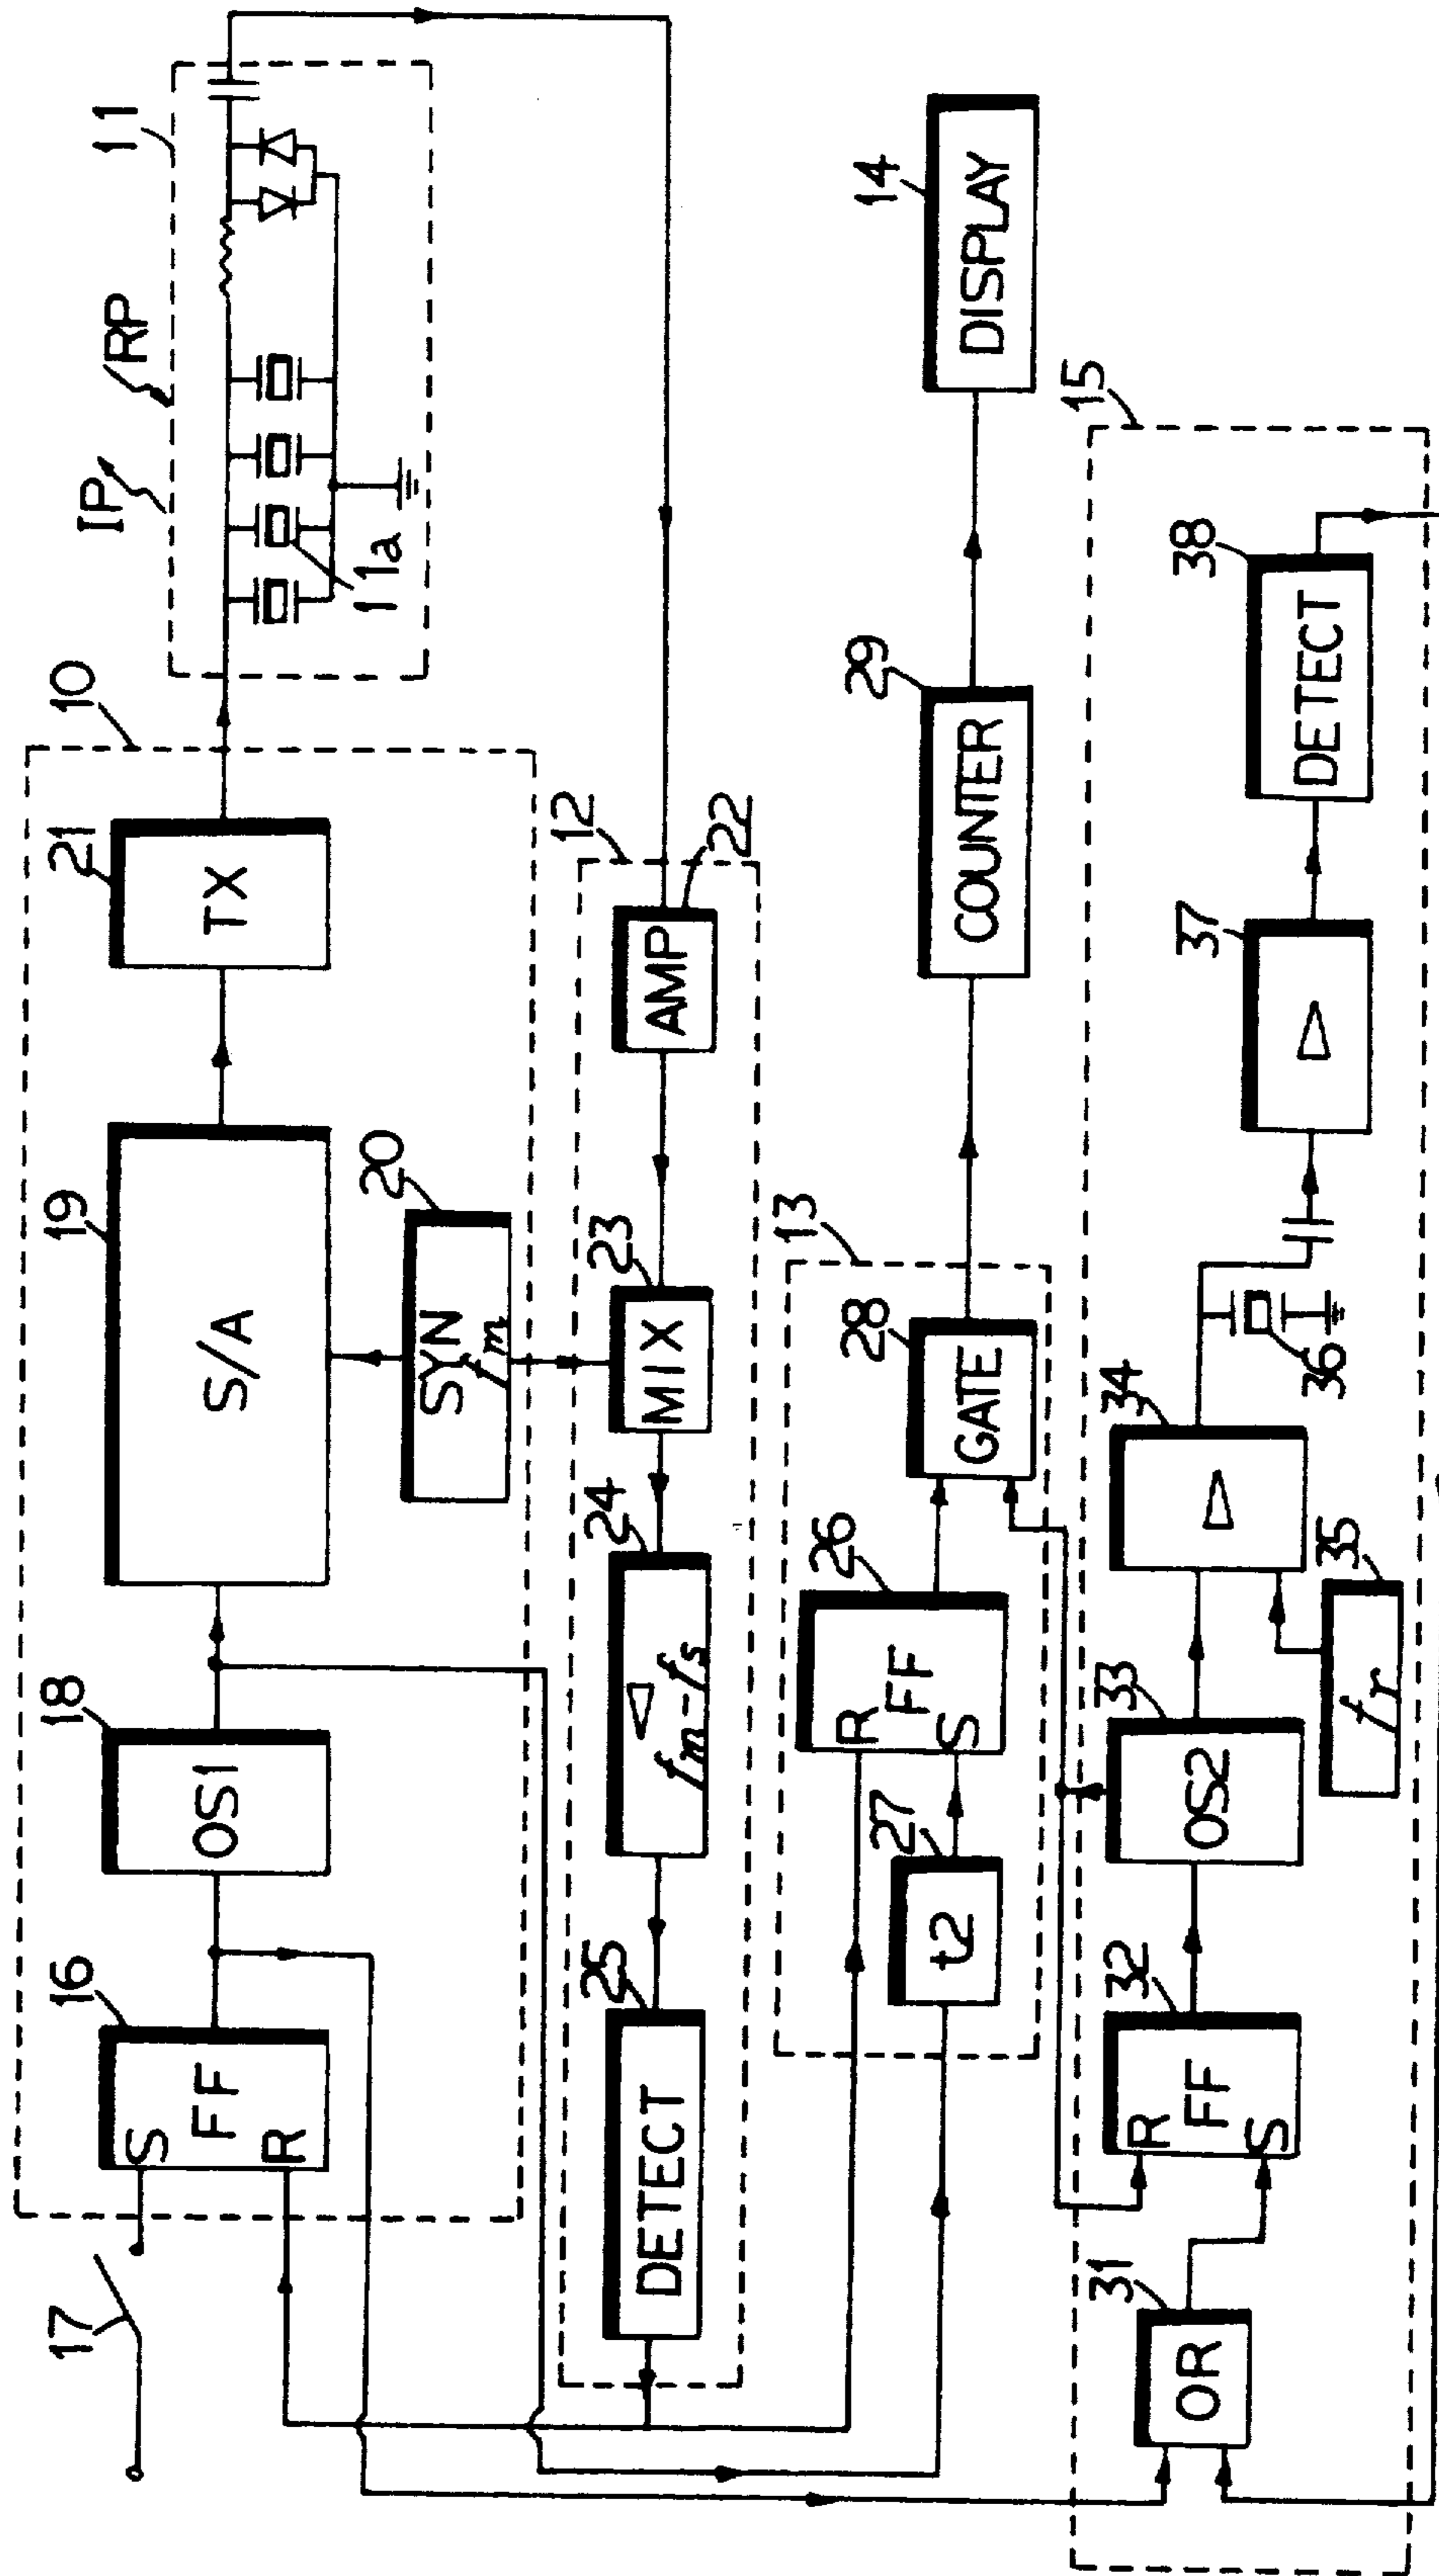 17
16
S
FF
R
18
OS1
19
S/A
20
SYN
fm
21
TX
10
IP
RP
11
11a
12
22
AMP
23
MIX
24
fm-fs
25
DETECT
13
26
R
FF
S
27
t2
28
GATE
29
COUNTER
14
DISPLAY
15
31
OR
32
R
FF
S
33
OS2
34
35
fr
36
37
38
DETECT